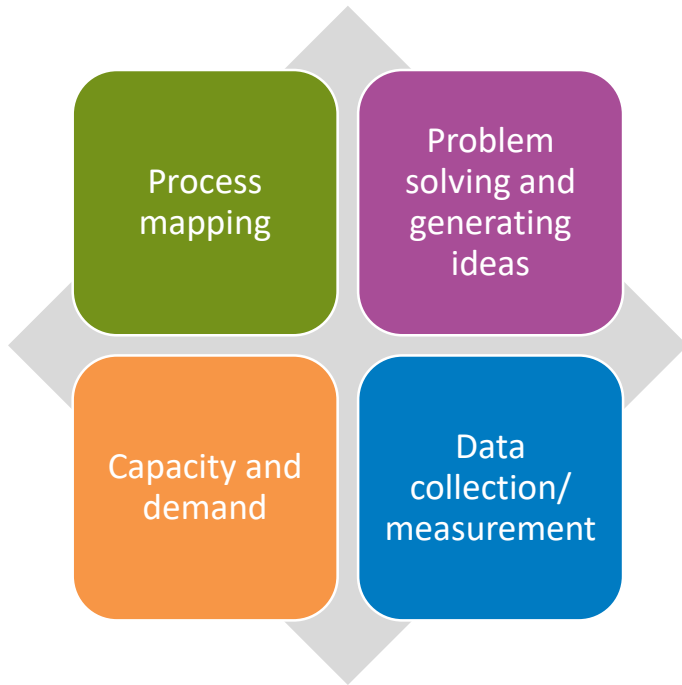 Process
mapping
Problem
solving and
generating
ideas
Capacity and
demand
Data
collection/
measurement